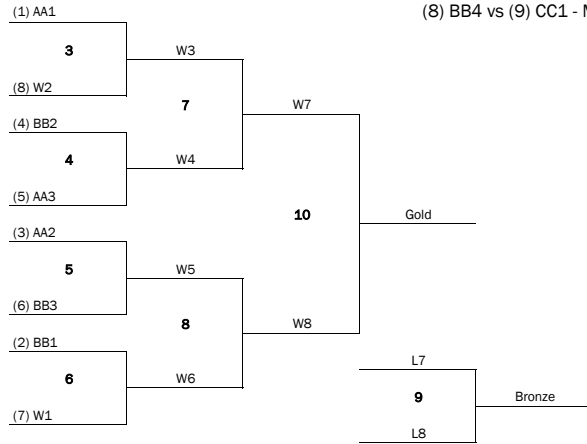 (1) AA1
(8) BB4 vs (9) CC1 -
3
W3
(8) W2
7
W7
(4) BB2
4
W4
(5) AA3
10
Gold
(3) AA2
5
W5
(6) BB3
8
W8
(2) BB1
6
W6
L7
(7) W1
9
Bronze
L8